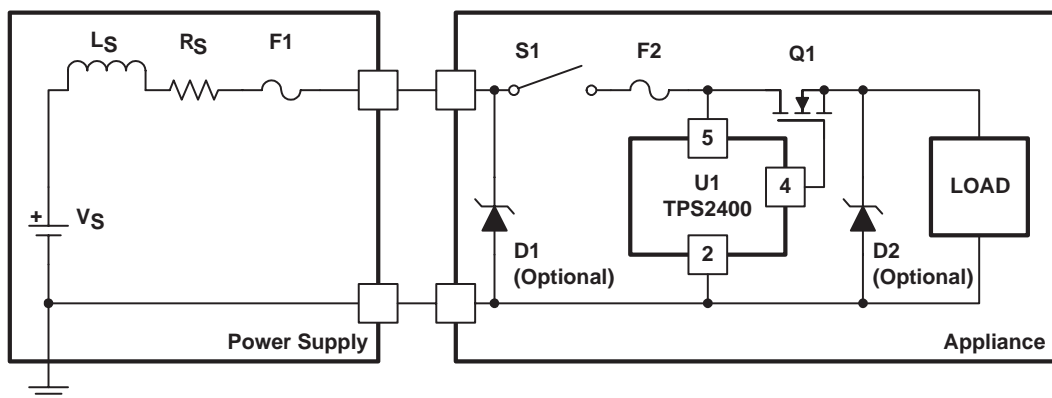 LS
RS
F1
S1
F2
Q1
5
U1
TPS2400
4
LOAD
+
VS
2
D1
(Optional)
D2
(Optional)
Power Supply
Appliance